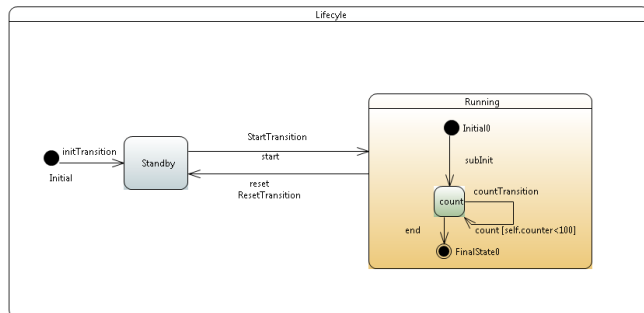 Lifecyle
Running
Initial0
StartTransition
initTransition
start
subInit
Standby
Initial
reset
ResetTransition
countTransition
count
count [self.counter<100]
end
FinalState0